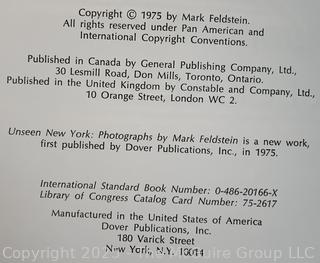 Copyright © 1975 by Mark Feldstein.
All rights reserved under Pan American and
International Copyright Conventions.
Published in Canada by General Publishing Company, Ltd.,
30 Lesmill Road, Don Mills, Toronto, Ontario.
Published in the United Kingdom by Constable and Company, Ltd.,
10 Orange Street, London WC 2.
Unseen New York: Photographs by Mark Feldstein is a new work,
first published by Dover Publications, Inc., in 1975.
International Standard Book Number: 0-486-20166-X
Library of Congress Catalog Card Number: 75-2617
Manufactured in the United States of America
Dover Publications, Inc.
180 Varick Street
New York, N.Y. 10014
Copyright Group LLC